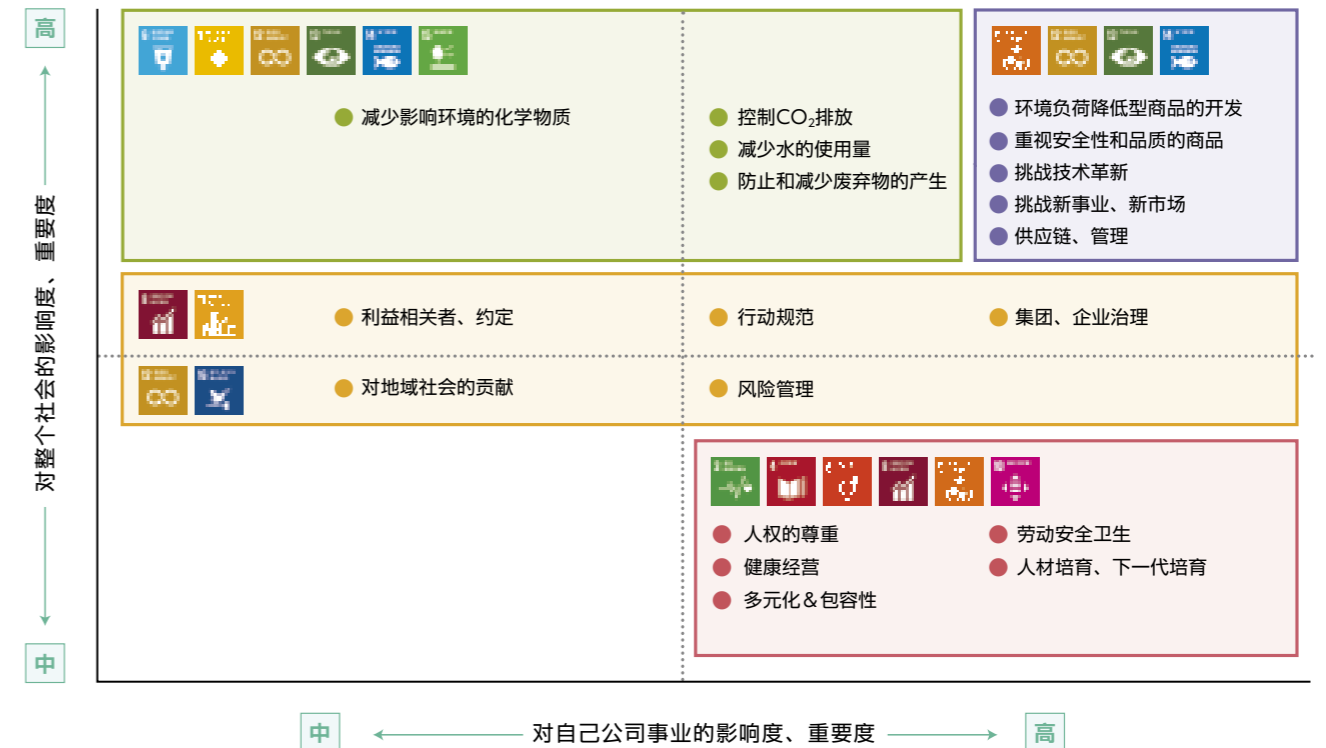 高
减少影响环境的化学物质
控制CO₂排放
减少水的使用量
防止和减少废弃物的产生
环境负荷降低型商品的开发
重视安全性和品质的商品
挑战技术革新
挑战新事业、新市场
供应链、管理
利益相关者、约定
行动规范
集团、企业治理
对地域社会的贡献
风险管理
人权的尊重
健康经营
多元化＆包容性
劳动安全卫生
人材培育、下一代培育
对整个社会的影响度、重要度
中
中
对自己公司事业的影响度、重要度
高